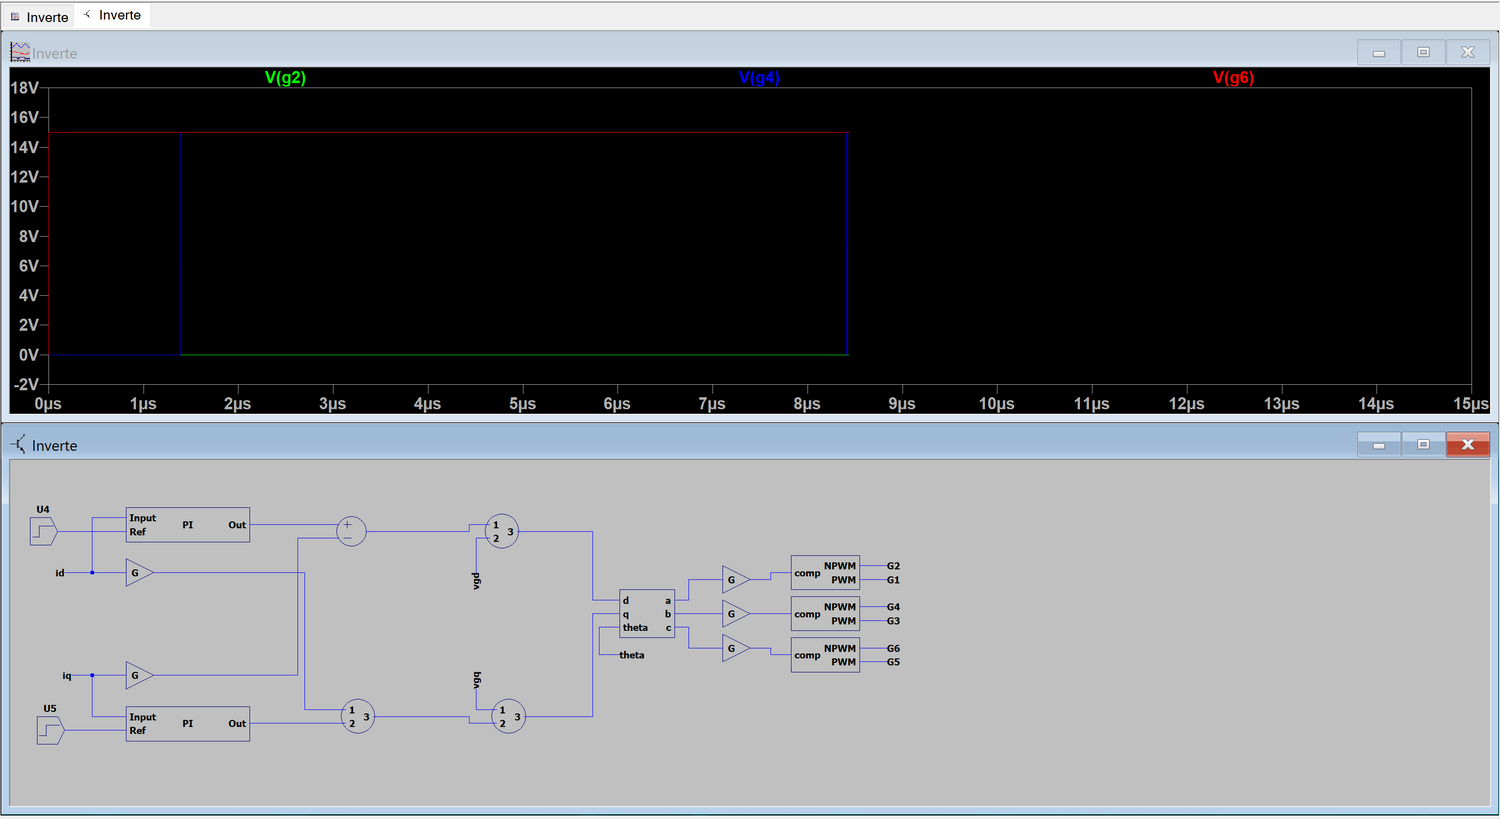 Inverte
Inverte
Inverte
V(g2)
V(g4)
V(g6)
18V
16V
14V
12V
10V
8V
6V
4V
2V
0V
-2V
0µs 1µs 2µs 3µs 4µs 5µs 6µs 7µs 8µs 9µs 10µs 11µs 12µs 13µs 14µs 15µs
Inverte
U4
Input
Ref
PI
Out
id
G
+
−
1
2
3
vgd
iq
G
U5
Input
Ref
PI
Out
1
2
3
vgq
1
2
3
d
q
theta
a
b
c
theta
G
G
G
comp
NPWM
PWM
G2
G1
comp
NPWM
PWM
G4
G3
comp
NPWM
PWM
G6
G5